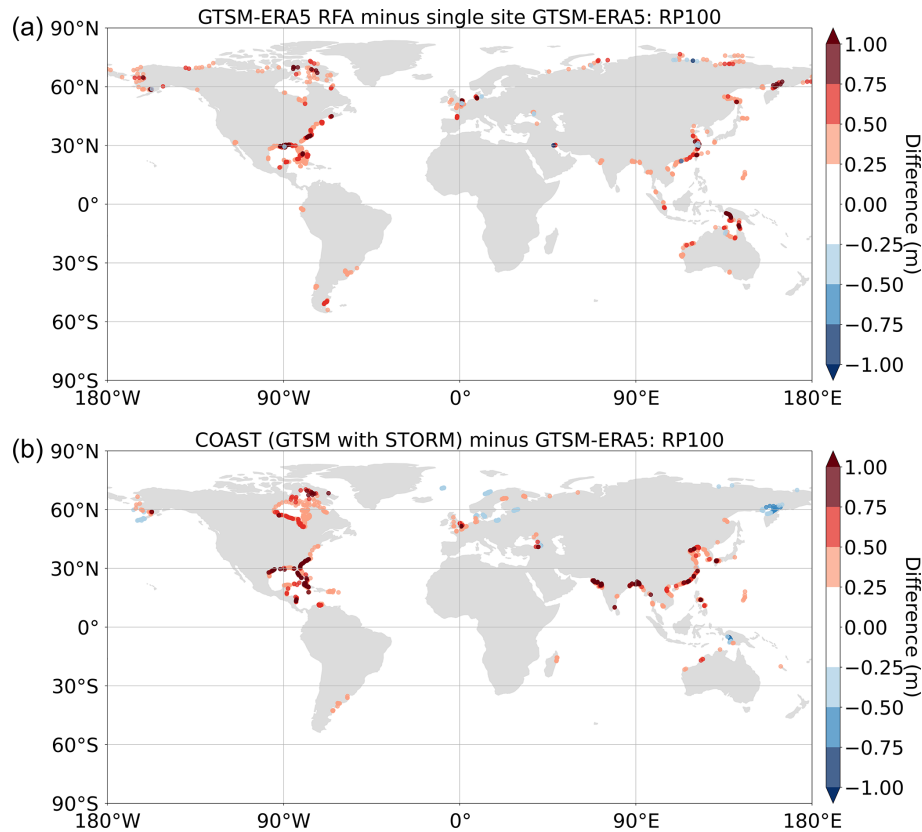 (a)
GTSM-ERA5 RFA minus single site GTSM-ERA5: RP100
90°N
60°N
30°N
0°
30°S
60°S
90°S
180°W
90°W
0°
90°E
180°E
1.00
0.75
0.50
0.25
0.00
−0.25
−0.50
−0.75
−1.00
Difference (m)
(b)
COAST (GTSM with STORM) minus GTSM-ERA5: RP100
90°N
60°N
30°N
0°
30°S
60°S
90°S
180°W
90°W
0°
90°E
180°E
1.00
0.75
0.50
0.25
0.00
−0.25
−0.50
−0.75
−1.00
Difference (m)